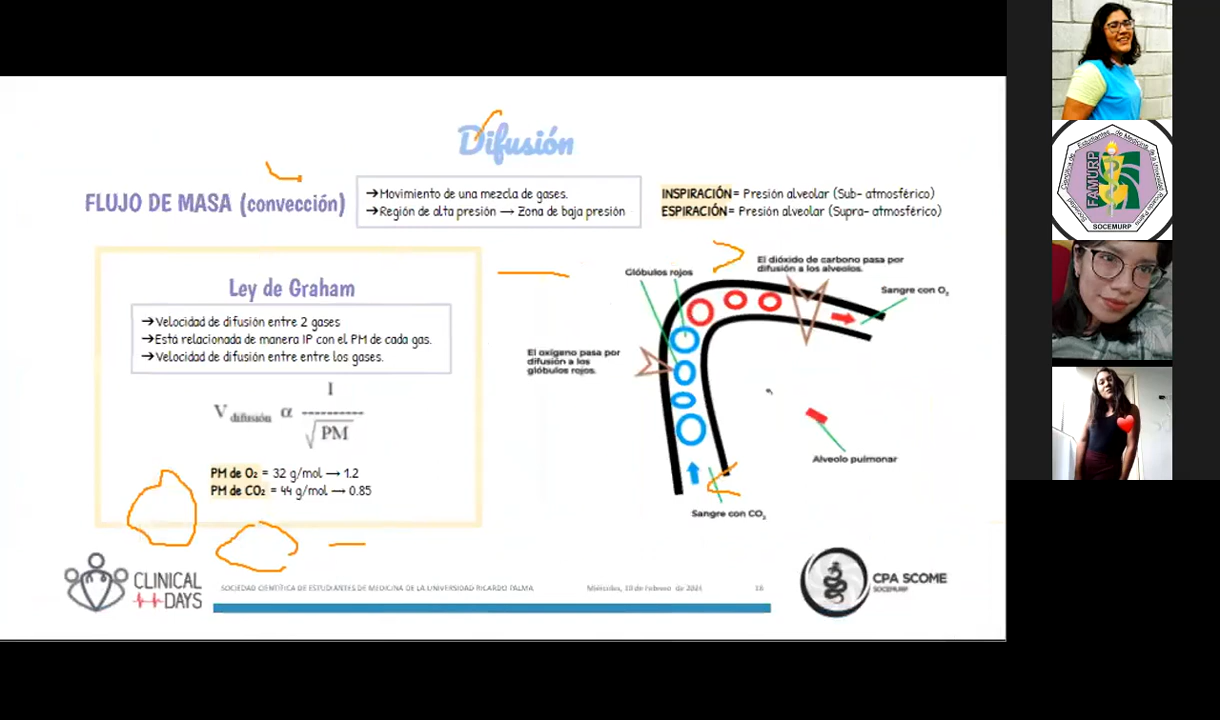 Difusión
FLUJO DE MASA (convección)
➔Movimiento de una mezcla de gases.
➔Región de alta presión → Zona de baja presión
INSPIRACIÓN= Presión alveolar (Sub- atmosférico)
ESPIRACIÓN= Presión alveolar (Supra- atmosférico)
Ley de Graham
➔Velocidad de difusión entre 2 gases
➔Está relacionada de manera IP con el PM de cada gas.
➔Velocidad de difusión entre entre los gases.
V difusión α 1 / √PM
PM de O₂ = 32 g/mol → 1.2
PM de CO₂ = 44 g/mol → 0.85
Glóbulos rojos
El dióxido de carbono pasa por
difusión a los alveolos.
Sangre con O₂
El oxígeno pasa por
difusión a los
glóbulos rojos.
Alveolo pulmonar
Sangre con CO₂
CLINICAL
DAYS
SOCIEDAD CIENTÍFICA DE ESTUDIANTES DE MEDICINA DE LA UNIVERSIDAD RICARDO PALMA
Miércoles, 10 de Febrero de 2021
18
CPA SCOME
SOCEMURP
FAMURP
SOCEMURP